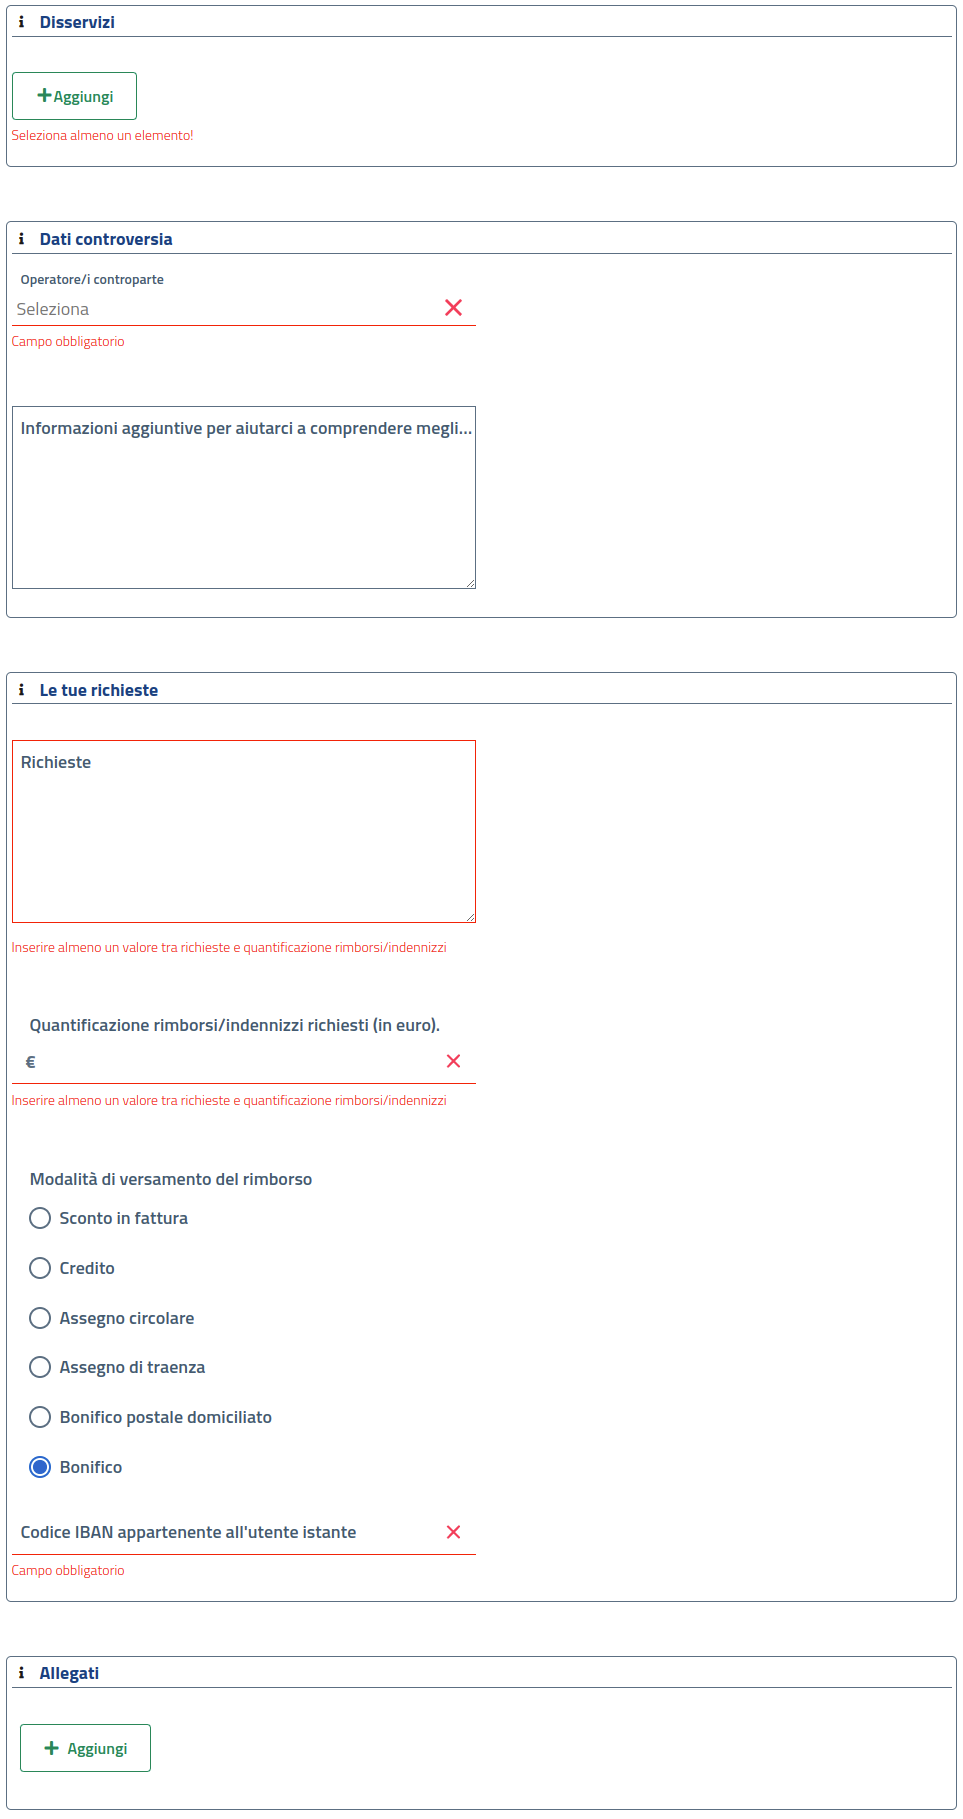 Disservizi
Aggiungi
Seleziona almeno un elemento!
Dati controversia
Operatore/i controparte
Seleziona
Campo obbligatorio
Informazioni aggiuntive per aiutarci a comprendere megli...
Le tue richieste
Richieste
Inserire almeno un valore tra richieste e quantificazione rimborsi/indennizzi
Quantificazione rimborsi/indennizzi richiesti (in euro).
€
Inserire almeno un valore tra richieste e quantificazione rimborsi/indennizzi
Modalità di versamento del rimborso
Sconto in fattura
Credito
Assegno circolare
Assegno di traenza
Bonifico postale domiciliato
Bonifico
Codice IBAN appartenente all'utente istante
Campo obbligatorio
Allegati
Aggiungi